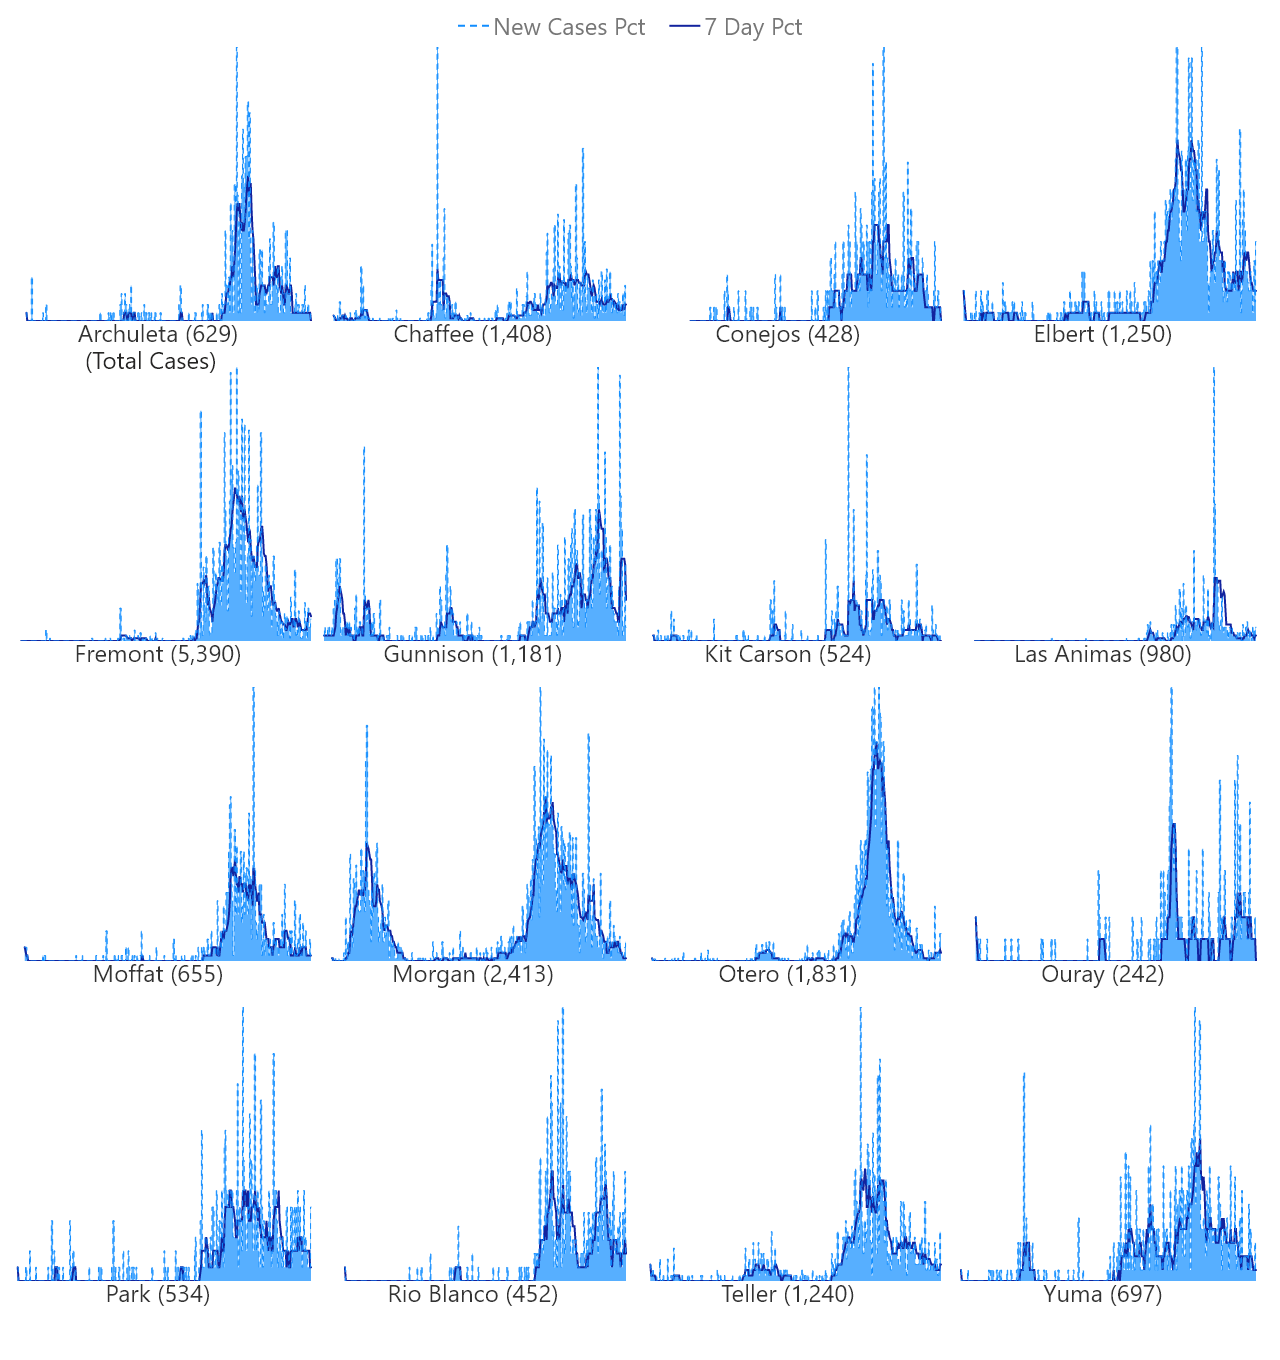 New Cases Pct 7 Day Pct
Archuleta (629) Chaffee (1,408) Conejos (428) Elbert (1,250)
(Total Cases)
Fremont (5,390) Gunnison (1,181) Kit Carson (524) Las Animas (980)
Moffat (655) Morgan (2,413) Otero (1,831) Ouray (242)
Park (534) Rio Blanco (452) Teller (1,240) Yuma (697)